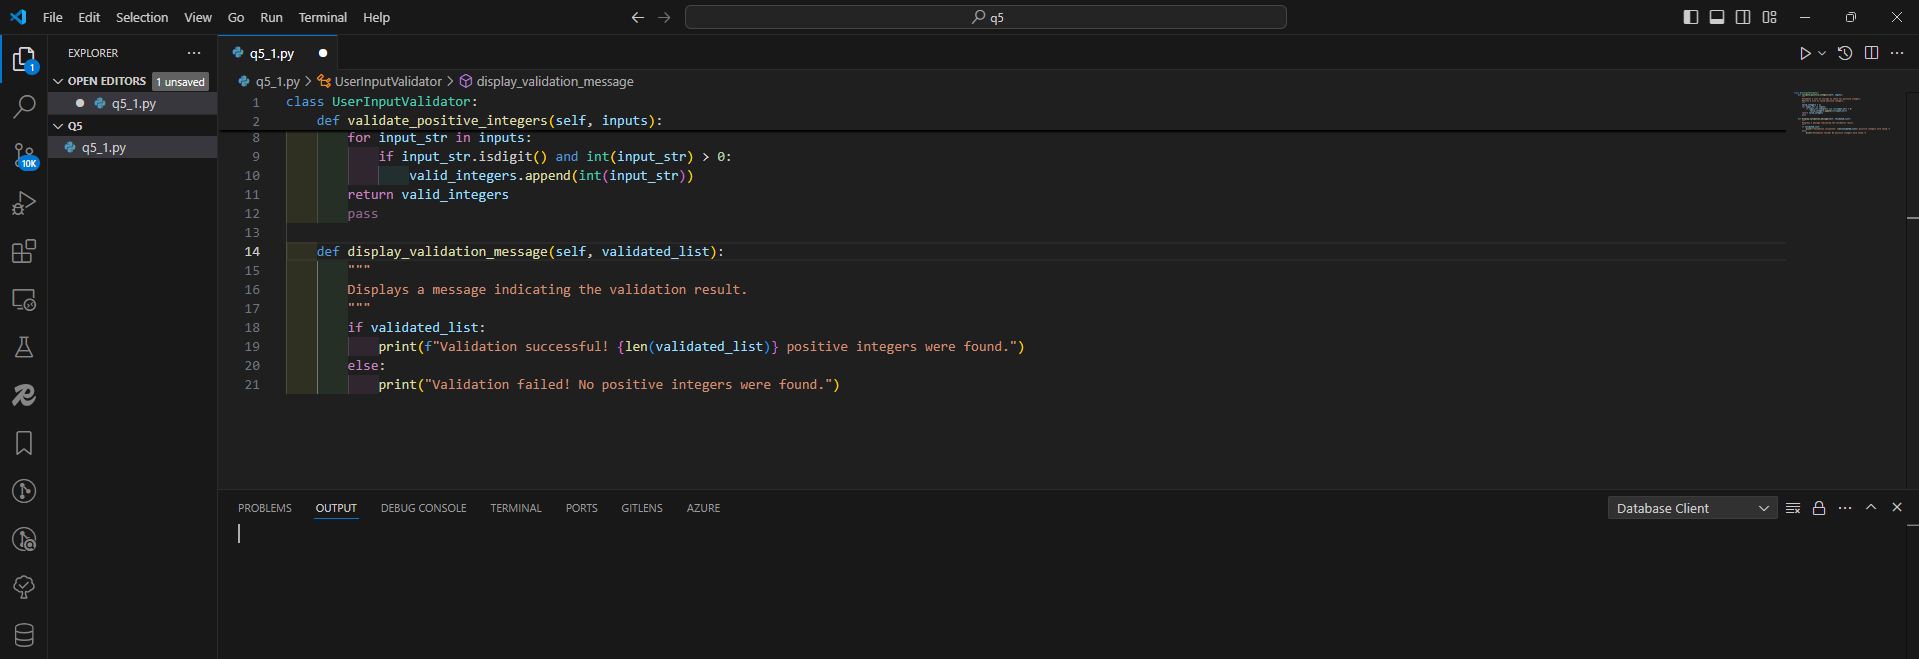 File Edit Selection View Go Run Terminal Help
q5
EXPLORER
OPEN EDITORS 1 unsaved
q5_1.py
Q5
q5_1.py
1
10K
q5_1.py
q5_1.py > UserInputValidator > display_validation_message
1 class UserInputValidator:
2 def validate_positive_integers(self, inputs):
8 for input_str in inputs:
9 if input_str.isdigit() and int(input_str) > 0:
10 valid_integers.append(int(input_str))
11 return valid_integers
12 pass
13
14 def display_validation_message(self, validated_list):
15 """
16 Displays a message indicating the validation result.
17 """
18 if validated_list:
19 print(f"Validation successful! {len(validated_list)} positive integers were found.")
20 else:
21 print("Validation failed! No positive integers were found.")
PROBLEMS OUTPUT DEBUG CONSOLE TERMINAL PORTS GITLENS AZURE
Database Client